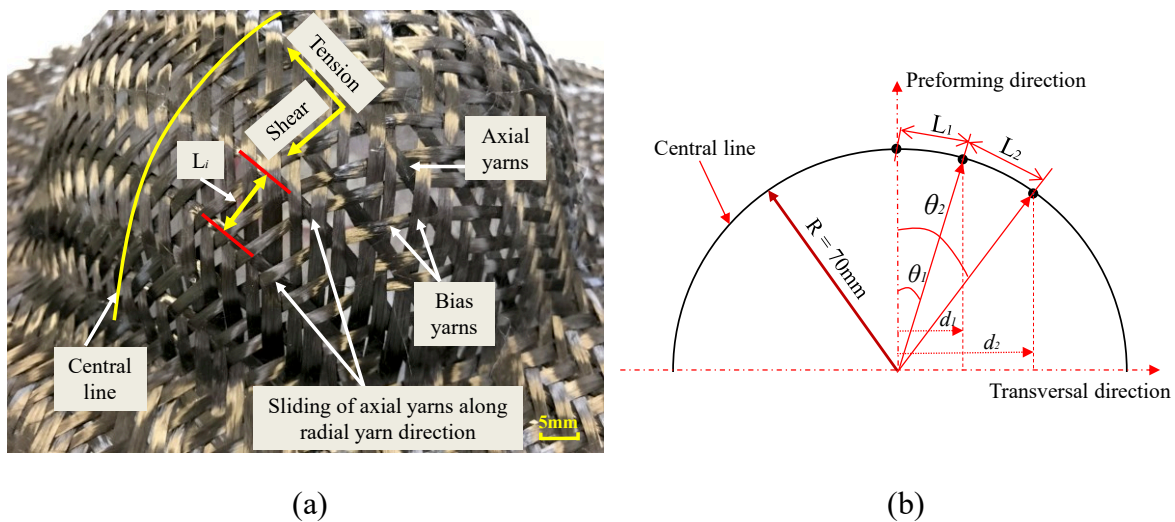 Tension
Shear
Li
Axial
yarns
Bias
yarns
Central
line
Sliding of axial yarns along
radial yarn direction
5mm
(a)
Preforming direction
L1
L2
Central line
θ2
R = 70mm
θ1
d1
d2
Transversal direction
(b)